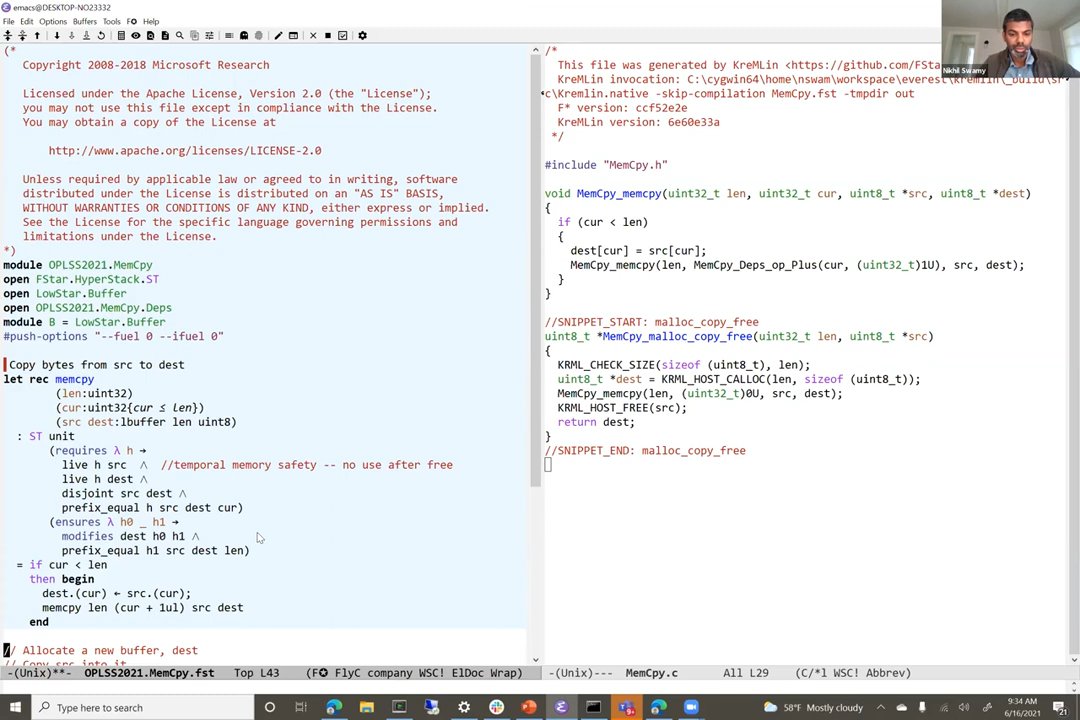 emacs@DESKTOP-NO23332
File Edit Options Buffers Tools F✪ Help
(*
Copyright 2008-2018 Microsoft Research
Licensed under the Apache License, Version 2.0 (the "License");
you may not use this file except in compliance with the License.
You may obtain a copy of the License at
http://www.apache.org/licenses/LICENSE-2.0
Unless required by applicable law or agreed to in writing, software
distributed under the License is distributed on an "AS IS" BASIS,
WITHOUT WARRANTIES OR CONDITIONS OF ANY KIND, either express or implied.
See the License for the specific language governing permissions and
limitations under the License.
*)
module OPLSS2021.MemCpy
open FStar.HyperStack.ST
open LowStar.Buffer
open OPLSS2021.MemCpy.Deps
module B = LowStar.Buffer
#push-options "--fuel 0 --ifuel 0"
Copy bytes from src to dest
let rec memcpy
(len:uint32)
(cur:uint32{cur ≤ len})
(src dest:lbuffer len uint8)
: ST unit
(requires λ h →
live h src ∧ //temporal memory safety -- no use after free
live h dest ∧
disjoint src dest ∧
prefix_equal h src dest cur)
(ensures λ h0 _ h1 →
modifies dest h0 h1 ∧
prefix_equal h1 src dest len)
= if cur < len
then begin
dest.(cur) ← src.(cur);
memcpy len (cur + 1ul) src dest
end
// Allocate a new buffer, dest
// Copy src into it
-(Unix)**- OPLSS2021.MemCpy.fst Top L43 (F✪ FlyC company WSC! ElDoc Wrap)
/*
This file was generated by KreMLin <https://github.com/FSta
KreMLin invocation: C:\cygwin64\home\nswam\workspace\everest\kremlin\_build\sr
c\Kremlin.native -skip-compilation MemCpy.fst -tmpdir out
F* version: ccf52e2e
KreMLin version: 6e60e33a
*/
#include "MemCpy.h"
void MemCpy_memcpy(uint32_t len, uint32_t cur, uint8_t *src, uint8_t *dest)
{
if (cur < len)
{
dest[cur] = src[cur];
MemCpy_memcpy(len, MemCpy_Deps_op_Plus(cur, (uint32_t)1U), src, dest);
}
}
//SNIPPET_START: malloc_copy_free
uint8_t *MemCpy_malloc_copy_free(uint32_t len, uint8_t *src)
{
KRML_CHECK_SIZE(sizeof (uint8_t), len);
uint8_t *dest = KRML_HOST_CALLOC(len, sizeof (uint8_t));
MemCpy_memcpy(len, (uint32_t)0U, src, dest);
KRML_HOST_FREE(src);
return dest;
}
//SNIPPET_END: malloc_copy_free
-(Unix)--- MemCpy.c All L29 (C/*l WSC! Abbrev)
Nikhil Swamy
Type here to search
58°F Mostly cloudy
9:34 AM
6/16/2021
21